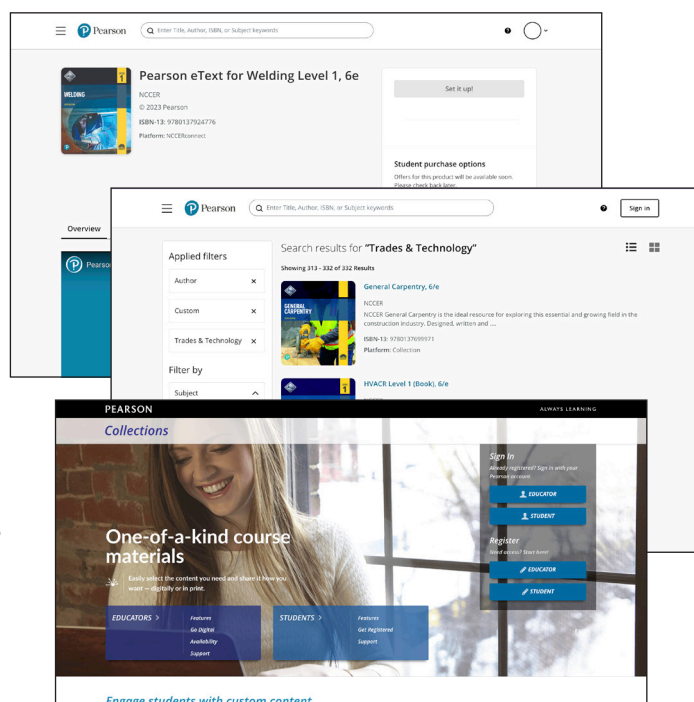 Pearson
Enter Title, Author, ISBN, or Subject keywords
WELDING
1
Pearson eText for Welding Level 1, 6e
NCCER
© 2023 Pearson
ISBN-13: 9780137924776
Platform: NCCERconnect
Set it up!
Student purchase options
Offers for this product will be available soon.
Please check back later.
Overview
Pearson
Pearson
Enter Title, Author, ISBN, or Subject keywords
Sign in
Applied filters
Author
Custom
Trades & Technology
Filter by
Subject
Search results for "Trades & Technology"
Showing 313 - 332 of 332 Results
GENERAL
CARPENTRY
General Carpentry, 6/e
NCCER
NCCER General Carpentry is the ideal resource for exploring this essential and growing field in the
construction industry. Designed, written and ....
ISBN-13: 9780137699971
Platform: Collection
1
HVACR Level 1 (Book), 6/e
PEARSON
ALWAYS LEARNING
Collections
Sign In
Already registered? Sign in with your
Pearson account
EDUCATOR
STUDENT
Register
Need access? Start here!
EDUCATOR
STUDENT
One-of-a-kind course
materials
Easily select the content you need and share it how you
want — digitally or in print.
EDUCATORS >
Features
Go Digital
Availability
Support
STUDENTS >
Features
Get Registered
Support
Engage students with custom content